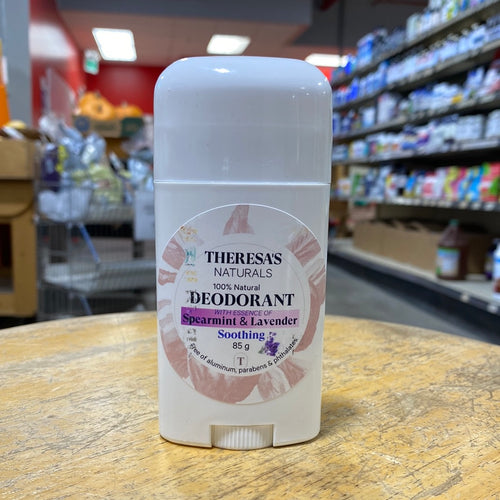 THERESA'S
NATURALS
100% Natural
DEODORANT
WITH ESSENCE OF
Spearmint & Lavender
Soothing
85 g
T
Free of aluminum, parabens & phthalates